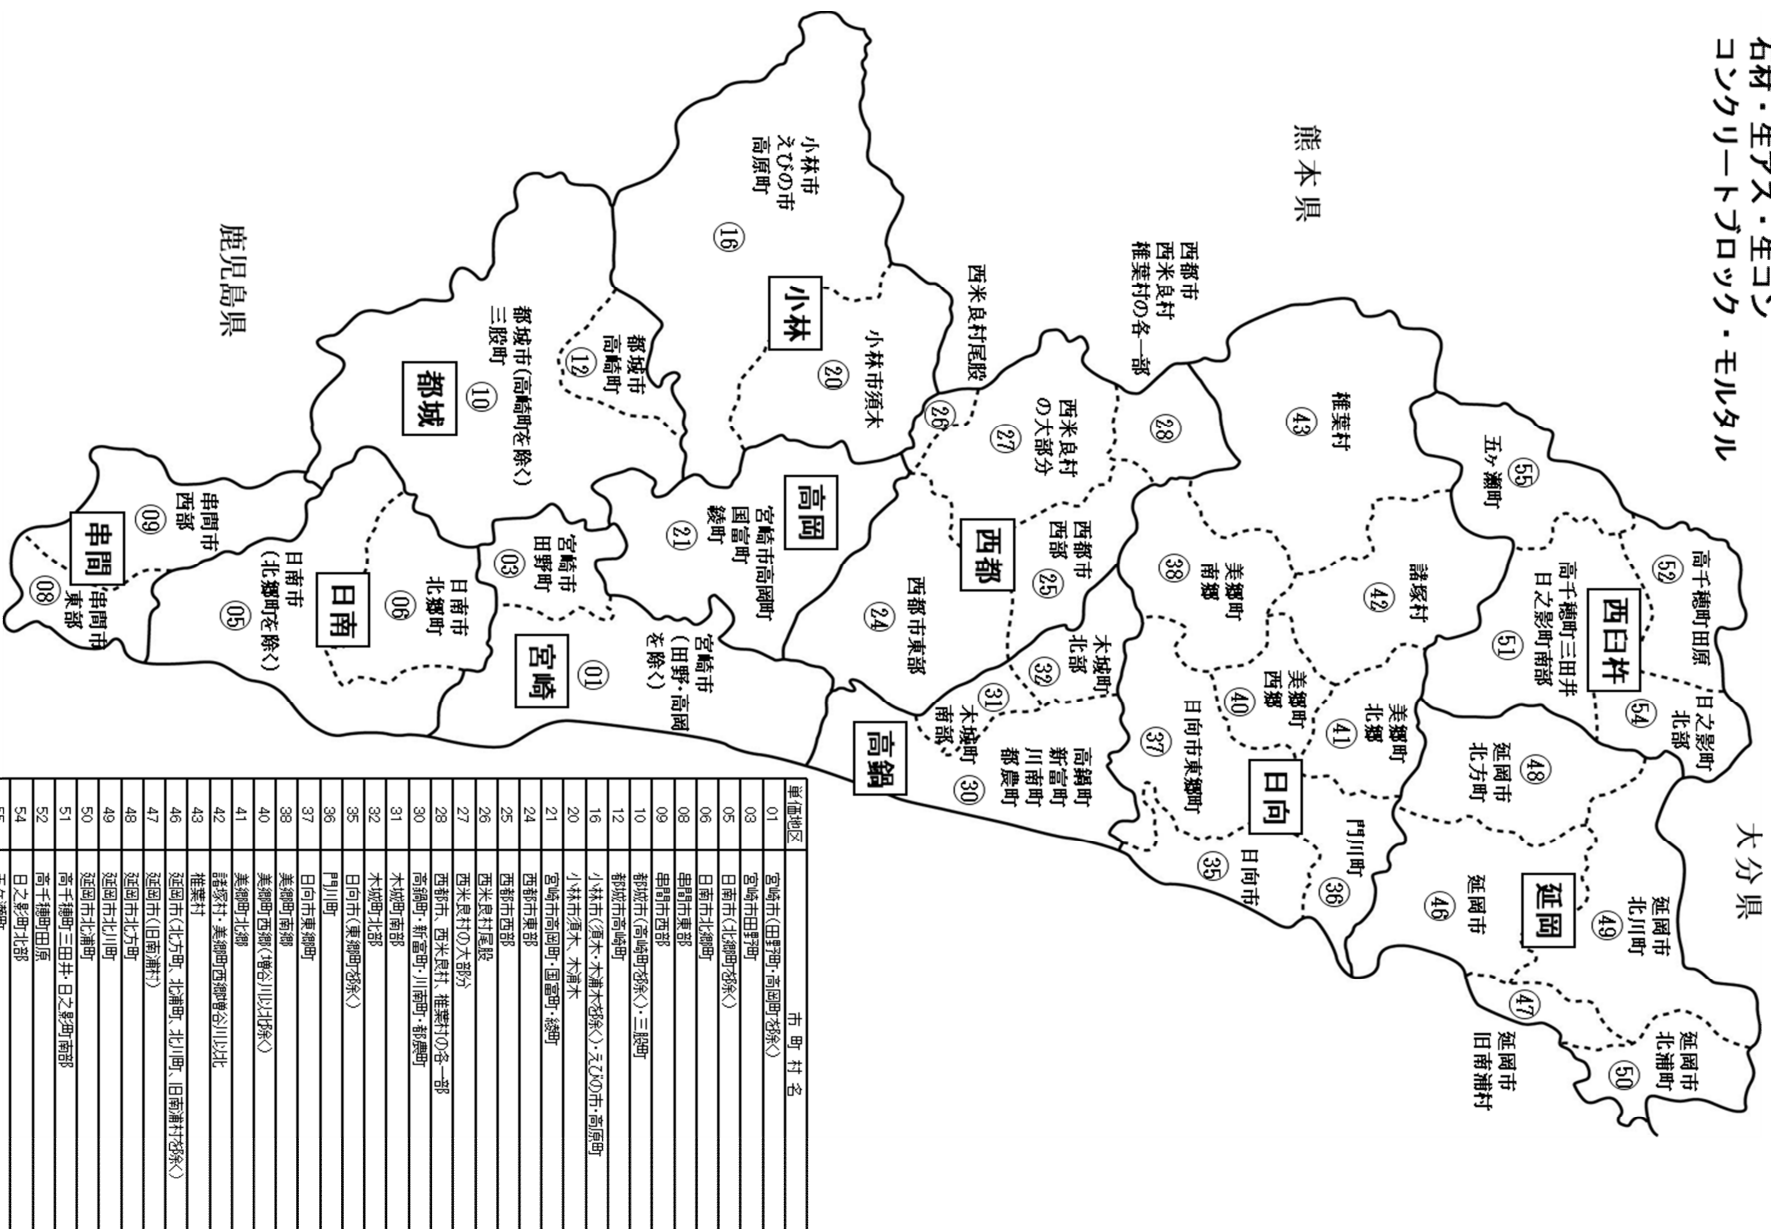 石材・生アス・生コン
コンクリートブロック・モルタル
熊本県
大分県
鹿児島県
五ヶ瀬町
55
高千穂町田原
52
西臼杵
高千穂町三田井
日之影町南部
51
日之影町
北部
54
延岡市
北方町
48
延岡
延岡市
北川町
49
延岡市
46
47
延岡市
旧南浦村
延岡市
北浦町
50
椎葉村
43
諸塚村
42
美郷町
北郷
41
美郷町
西郷
40
美郷町
南郷
38
日向
門川町
36
日向市東郷町
37
日向市
35
西都市
西米良村
椎葉村の各一部
28
西米良村
の大部分
27
西米良村尾股
26
西都
西都市
西部
25
西都市東部
24
木城町
北部
32
31
木城町
南部
高鍋町
新富町
川南町
都農町
30
高鍋
小林市
えびの市
高原町
16
小林
小林市須木
20
高岡
宮崎市高岡町
国富町
綾町
21
都城市
高崎町
12
都城市(高崎町を除く)
三股町
10
都城
宮崎市
田野町
03
宮崎市
(田野・高岡
を除く)
01
宮崎
日南市
北郷町
06
日南
日南市
(北郷町を除く)
05
串間市
西部
09
串間
串間市
東部
08
単価地区 市町村名
01 宮崎市(田野町・高岡町を除く)
03 宮崎市田野町
05 日南市(北郷町を除く)
06 日南市北郷町
08 串間市東部
09 串間市西部
10 都城市(高崎町を除く)・三股町
12 都城市高崎町
16 小林市(須木・木浦木を除く)・えびの市・高原町
20 小林市須木、木浦木
21 宮崎市高岡町・国富町・綾町
24 西都市東部
25 西都市西部
26 西米良村尾股
27 西米良村の大部分
28 西都市、西米良村、椎葉村の各一部
30 高鍋町・新富町・川南町・都農町
31 木城町南部
32 木城町北部
35 日向市(東郷町を除く)
36 門川町
37 日向市東郷町
38 美郷町南郷
40 美郷町西郷(増谷川以北除く)
41 美郷町北郷
42 諸塚村・美郷町西郷増谷川以北
43 椎葉村
46 延岡市(北方町、北浦町、北川町、旧南浦村を除く)
47 延岡市(旧南浦村)
48 延岡市北方町
49 延岡市北川町
50 延岡市北浦町
51 高千穂町三田井・日之影町南部
52 高千穂町田原
54 日之影町北部